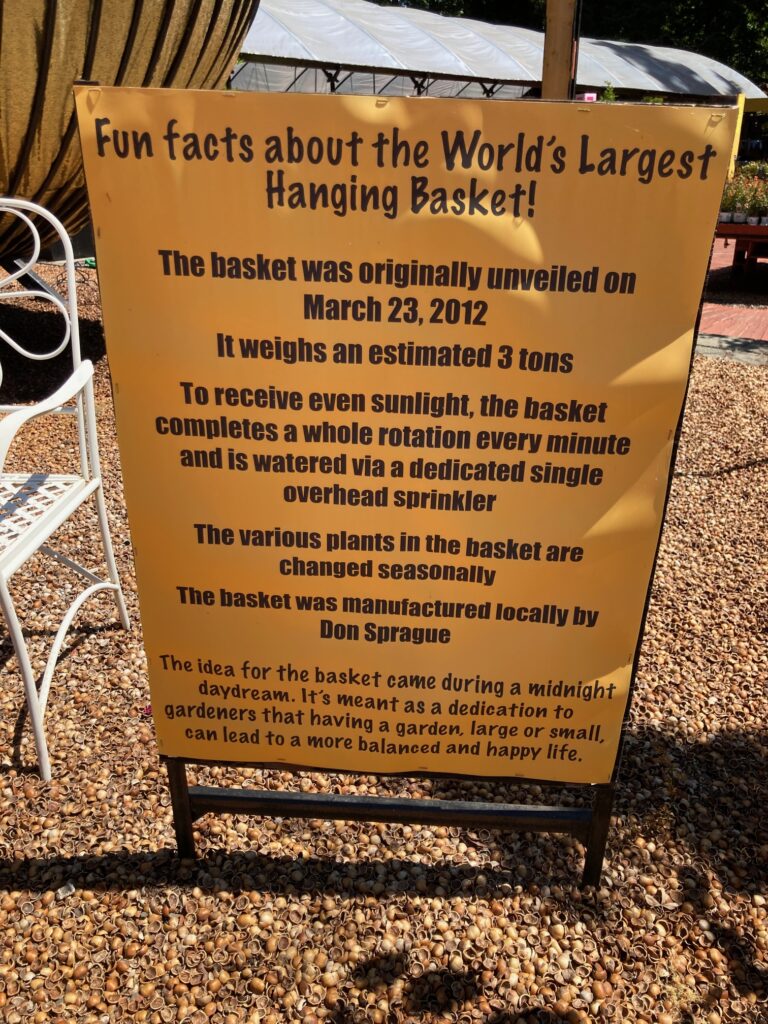 Fun facts about the World's Largest
Hanging Basket!
The basket was originally unveiled on
March 23, 2012
It weighs an estimated 3 tons
To receive even sunlight, the basket
completes a whole rotation every minute
and is watered via a dedicated single
overhead sprinkler
The various plants in the basket are
changed seasonally
The basket was manufactured locally by
Don Sprague
The idea for the basket came during a midnight
daydream. It's meant as a dedication to
gardeners that having a garden, large or small,
can lead to a more balanced and happy life.